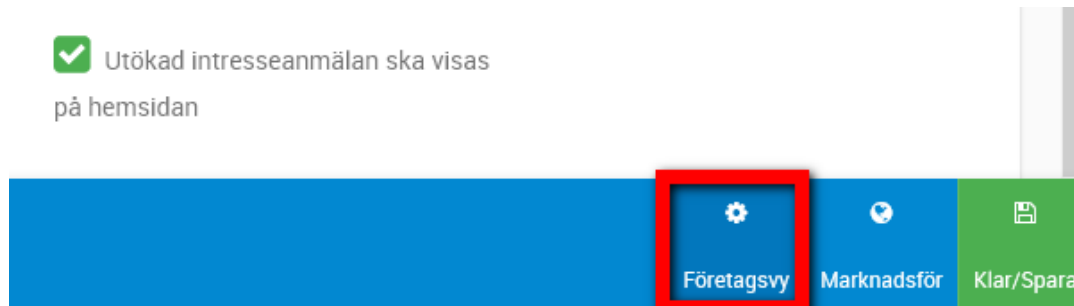 Utökad intresseanmälan ska visas
på hemsidan
Företagsvy
Marknadsför
Klar/Spara